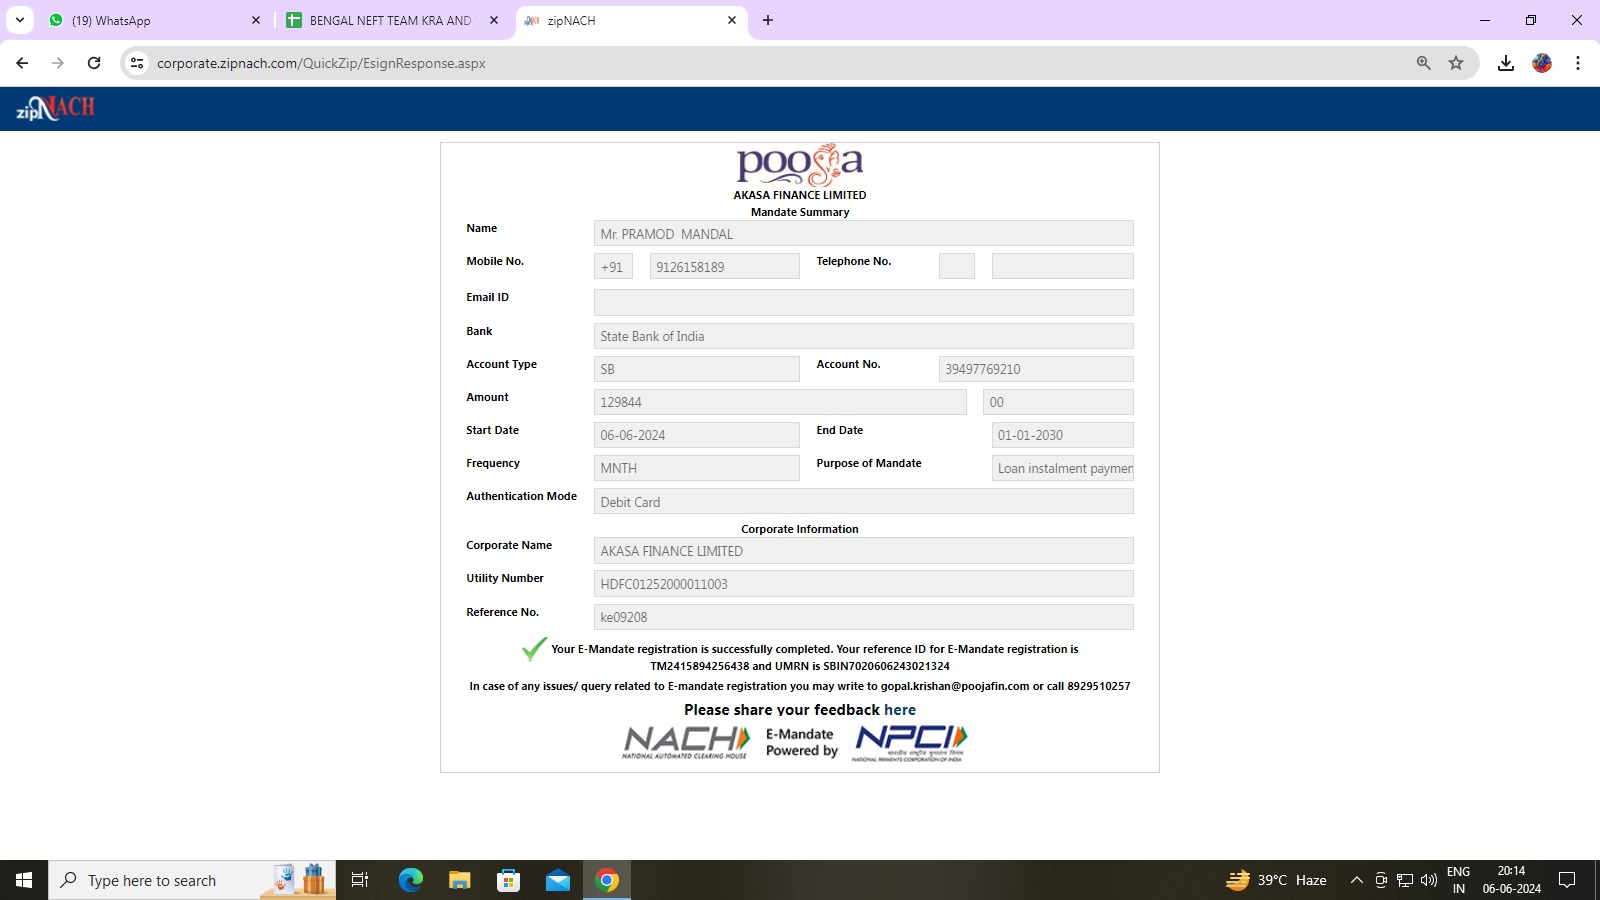 (19) WhatsApp
BENGAL NEFT TEAM KRA AND
zipNACH
corporate.zipnach.com/QuickZip/EsignResponse.aspx
zipNACH
pooja
AKASA FINANCE LIMITED
Mandate Summary
Name Mr. PRAMOD MANDAL
Mobile No. +91 9126158189 Telephone No.
Email ID
Bank State Bank of India
Account Type SB Account No. 39497769210
Amount 129844 00
Start Date 06-06-2024 End Date 01-01-2030
Frequency MNTH Purpose of Mandate Loan instalment paymen
Authentication Mode Debit Card
Corporate Information
Corporate Name AKASA FINANCE LIMITED
Utility Number HDFC01252000011003
Reference No. ke09208
Your E-Mandate registration is successfully completed. Your reference ID for E-Mandate registration is
TM2415894256438 and UMRN is SBIN7020606243021324
In case of any issues/ query related to E-mandate registration you may write to gopal.krishan@poojafin.com or call 8929510257
Please share your feedback here
NACH
NATIONAL AUTOMATED CLEARING HOUSE
E-Mandate
Powered by
NPCI
भारतीय राष्ट्रीय भुगतान निगम
NATIONAL PAYMENTS CORPORATION OF INDIA
Type here to search
39°C Haze
ENG
IN
20:14
06-06-2024